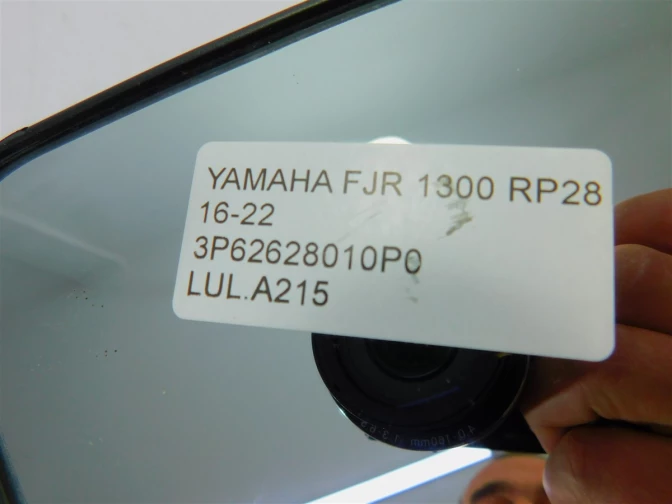 YAMAHA FJR 1300 RP28
16-22
3P62628010P0
LUL.A215